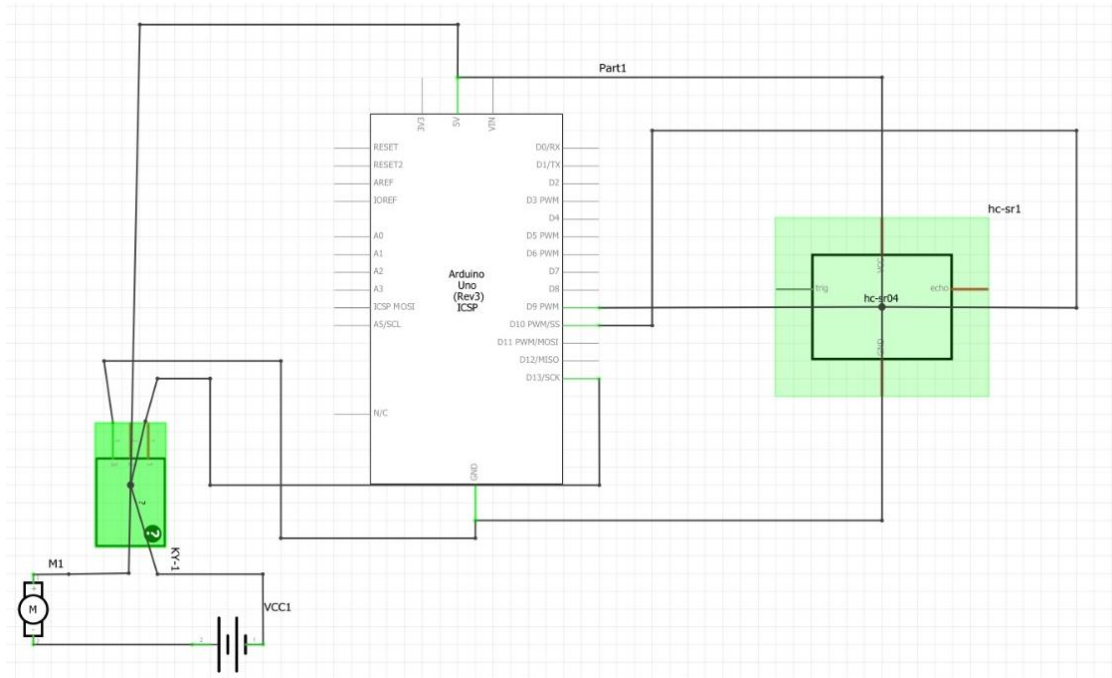 Part1
3V3
5V
VIN
RESET
RESET2
AREF
IOREF
A0
A1
A2
A3
ICSP MOSI
A5/SCL
N/C
Arduino
Uno
(Rev3)
ICSP
D0/RX
D1/TX
D2
D3 PWM
D4
D5 PWM
D6 PWM
D7
D8
D9 PWM
D10 PWM/SS
D11 PWM/MOSI
D12/MISO
D13/SCK
GND
hc-sr1
VCC
trig
echo
hc-sr04
GND
?
KY-1
M1
M
VCC1
2